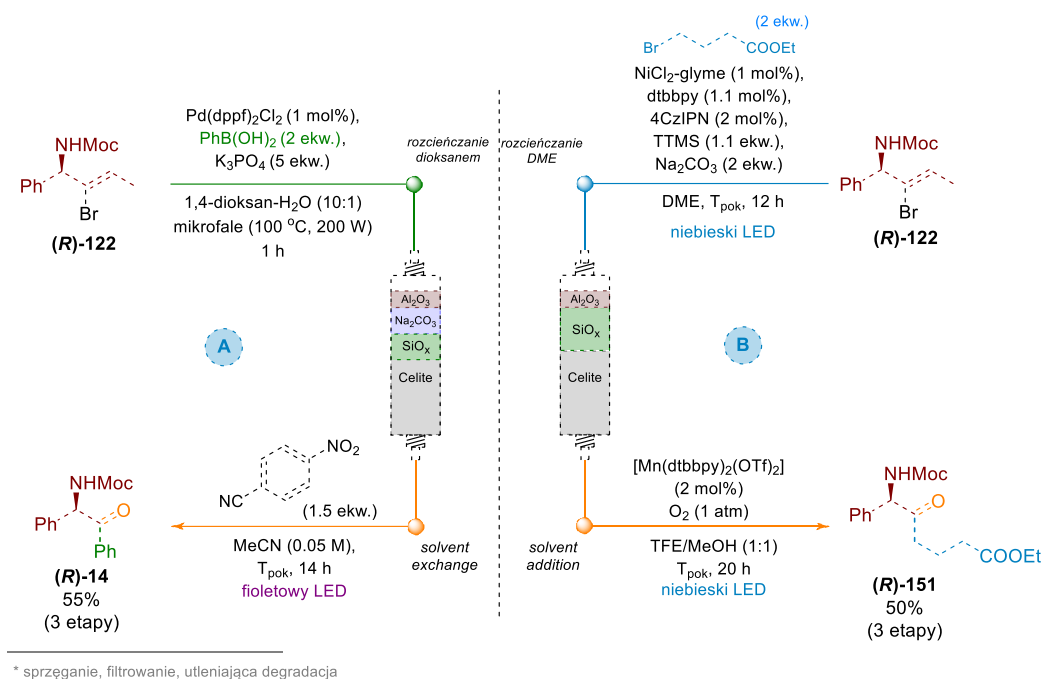 (2 ekw.)
Br
COOEt
NiCl2-glyme (1 mol%),
dtbbpy (1.1 mol%),
4CzIPN (2 mol%),
TTMS (1.1 ekw.),
Na2CO3 (2 ekw.)
Pd(dppf)2Cl2 (1 mol%),
PhB(OH)2 (2 ekw.),
K3PO4 (5 ekw.)
rozcieńczanie
dioksanem
rozcieńczanie
DME
NHMoc
Ph
Br
(R)-122
1,4-dioksan-H2O (10:1)
mikrofale (100 °C, 200 W)
1 h
DME, Tpok, 12 h
niebieski LED
NHMoc
Ph
Br
(R)-122
Al2O3
Na2CO3
SiOx
Celite
Al2O3
SiOx
Celite
A
B
NO2
NC
(1.5 ekw.)
MeCN (0.05 M),
Tpok, 14 h
fioletowy LED
solvent
exchange
solvent
addition
[Mn(dtbbpy)2(OTf)2]
(2 mol%)
O2 (1 atm)
TFE/MeOH (1:1)
Tpok, 20 h
niebieski LED
NHMoc
Ph
O
Ph
(R)-14
55%
(3 etapy)
NHMoc
Ph
O
COOEt
(R)-151
50%
(3 etapy)
* sprzęganie, filtrowanie, utleniająca degradacja